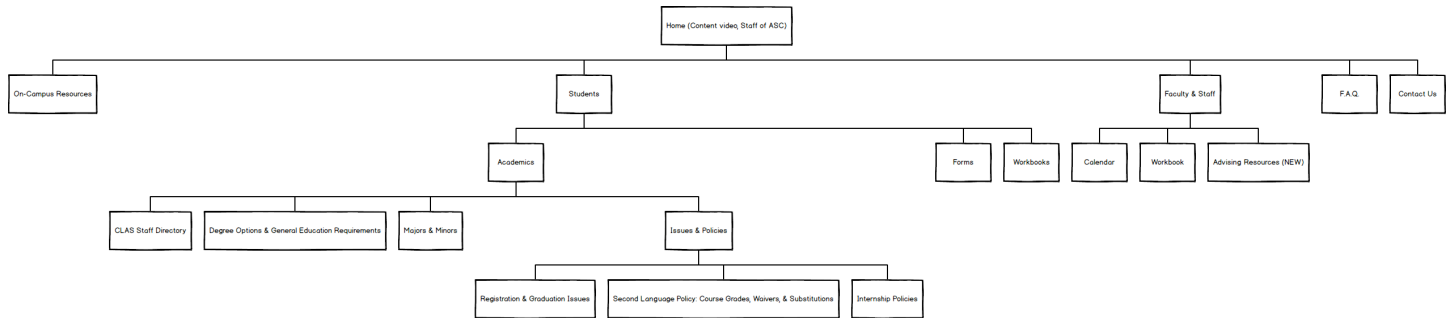 Home (Content video, Staff of ASC)
On-Campus Resources
Students
Faculty & Staff
F.A.Q.
Contact Us
Academics
Forms
Workbooks
Calendar
Workbook
Advising Resources (NEW)
CLAS Staff Directory
Degree Options & General Education Requirements
Majors & Minors
Issues & Policies
Registration & Graduation Issues
Second Language Policy: Course Grades, Waivers, & Substitutions
Internship Policies